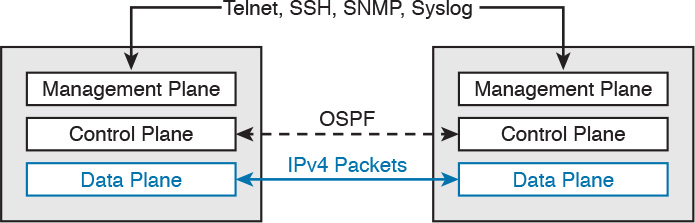 Telnet, SSH, SNMP, Syslog
Management Plane
Management Plane
Control Plane
OSPF
Control Plane
Data Plane
IPv4 Packets
Data Plane